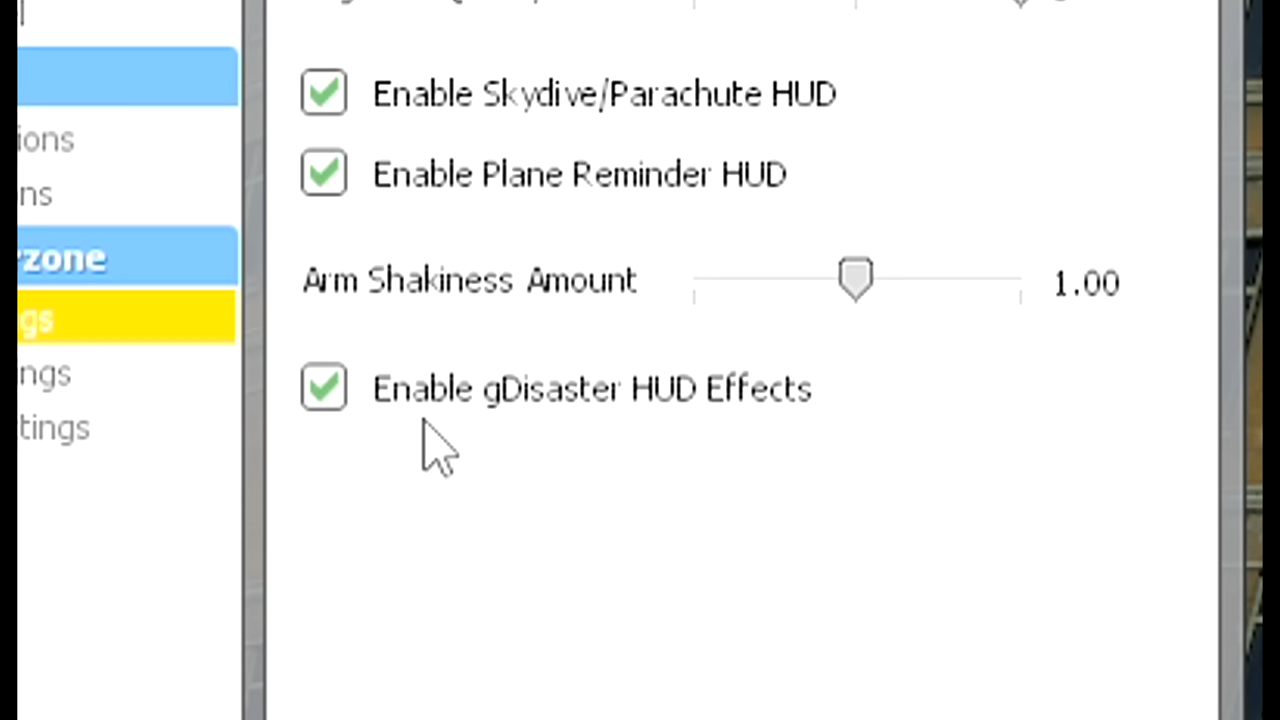 Enable Skydive/Parachute HUD
ions
Enable Plane Reminder HUD
ns
rzone
Arm Shakiness Amount 1.00
gs
ngs
Enable gDisaster HUD Effects
tings